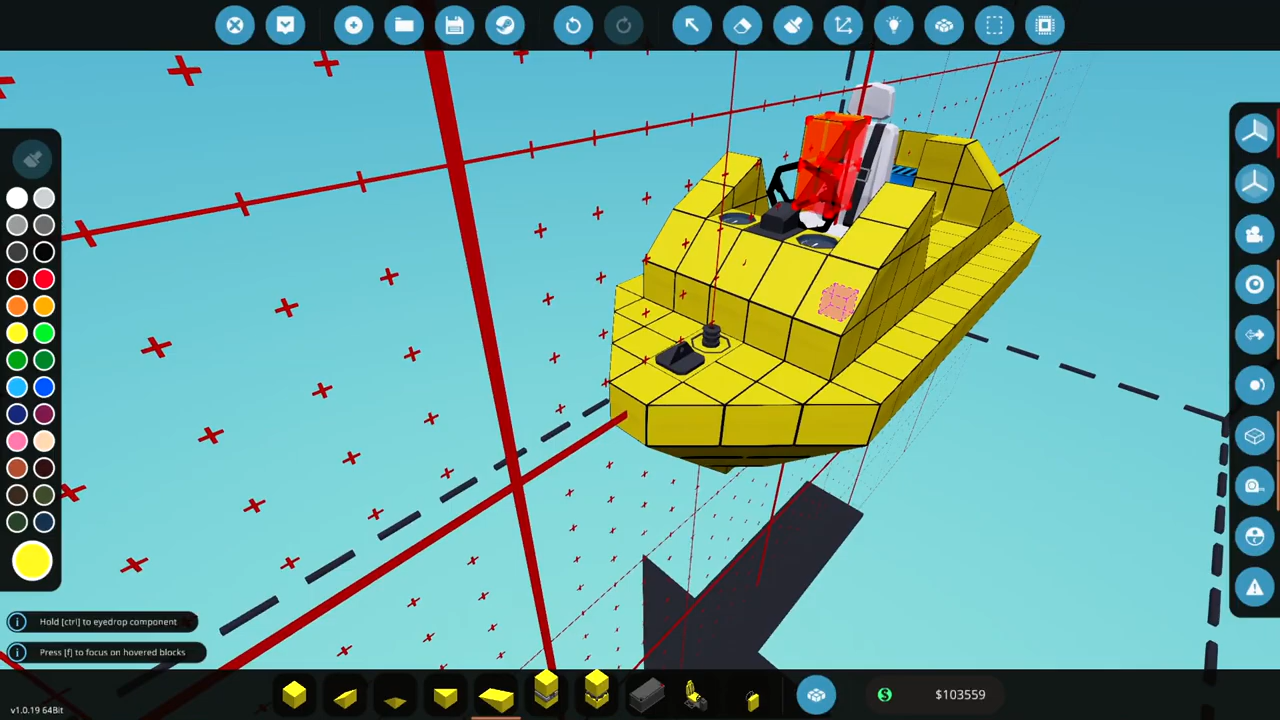 Hold [ctrl] to eyedrop component
Press [f] to focus on hovered blocks
v1.0.19 64Bit
$
$103559